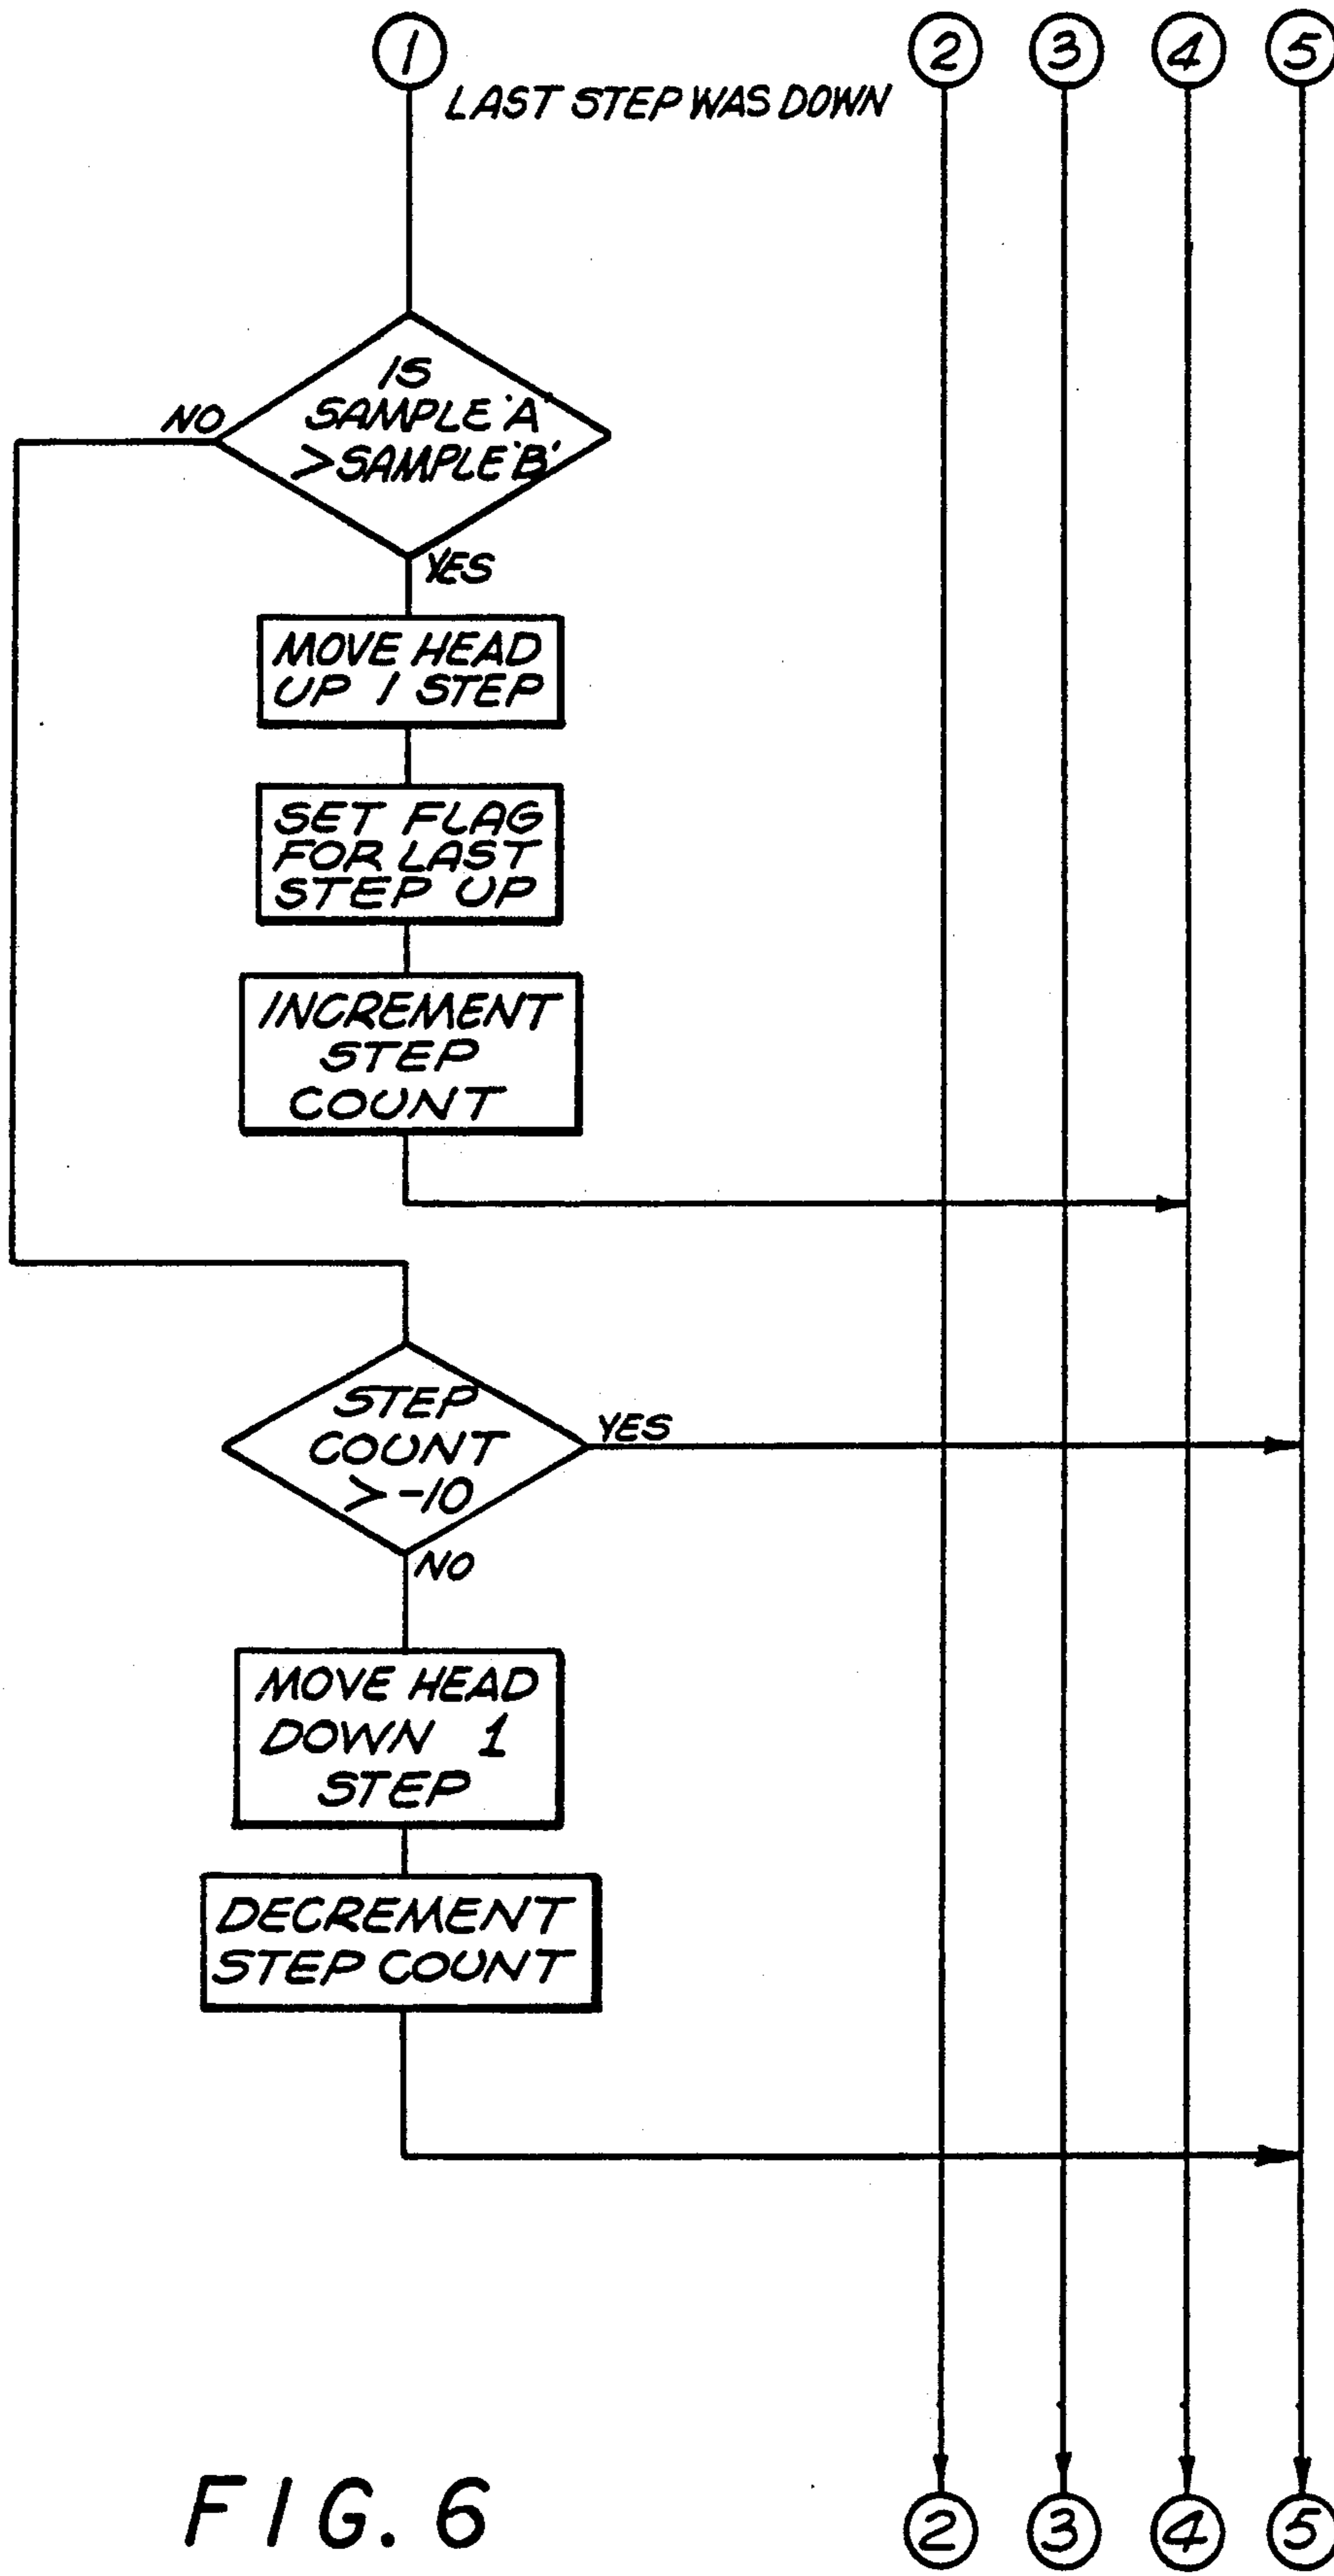 1
2
3
4
5
LAST STEP WAS DOWN
IS
SAMPLE 'A'
>SAMPLE 'B'
NO
YES
MOVE HEAD
UP 1 STEP
SET FLAG
FOR LAST
STEP UP
INCREMENT
STEP
COUNT
STEP
COUNT
> -10
YES
NO
MOVE HEAD
DOWN 1
STEP
DECREMENT
STEP COUNT
FIG. 6
2
3
4
5